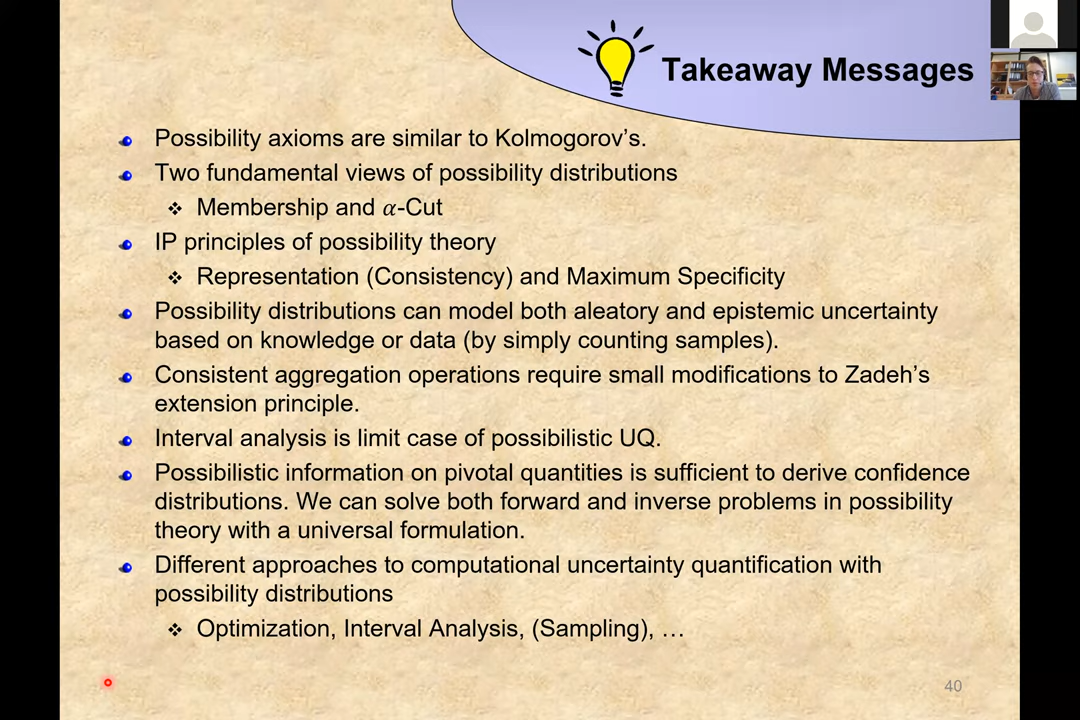 Takeaway Messages
Possibility axioms are similar to Kolmogorov’s.
Two fundamental views of possibility distributions
Membership and α-Cut
IP principles of possibility theory
Representation (Consistency) and Maximum Specificity
Possibility distributions can model both aleatory and epistemic uncertainty
based on knowledge or data (by simply counting samples).
Consistent aggregation operations require small modifications to Zadeh’s
extension principle.
Interval analysis is limit case of possibilistic UQ.
Possibilistic information on pivotal quantities is sufficient to derive confidence
distributions. We can solve both forward and inverse problems in possibility
theory with a universal formulation.
Different approaches to computational uncertainty quantification with
possibility distributions
Optimization, Interval Analysis, (Sampling), …
40